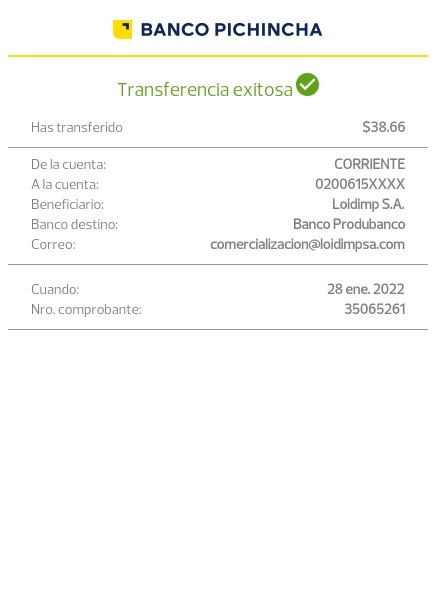 BANCO PICHINCHA
Transferencia exitosa
Has transferido $38.66
De la cuenta: CORRIENTE
A la cuenta: 0200615XXXX
Beneficiario: Loidimp S.A.
Banco destino: Banco Produbanco
Correo: comercializacion@loidimpsa.com
Cuando: 28 ene. 2022
Nro. comprobante: 35065261